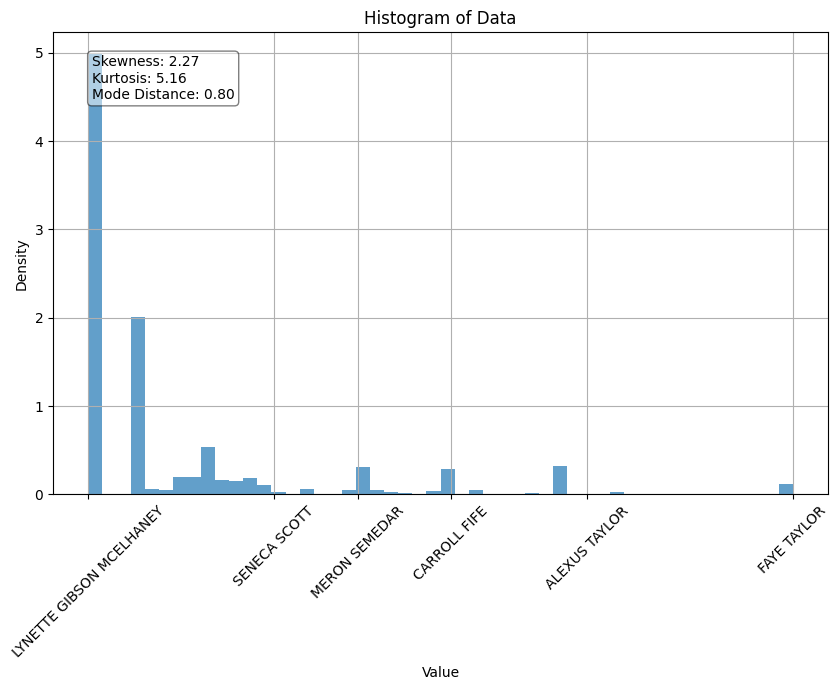 Histogram of Data
Skewness: 2.27
Kurtosis: 5.16
Mode Distance: 0.80
5
4
3
2
1
0
Density
LYNETTE GIBSON MCELHANEY
SENECA SCOTT
MERON SEMEDAR
CARROLL FIFE
ALEXUS TAYLOR
FAYE TAYLOR
Value